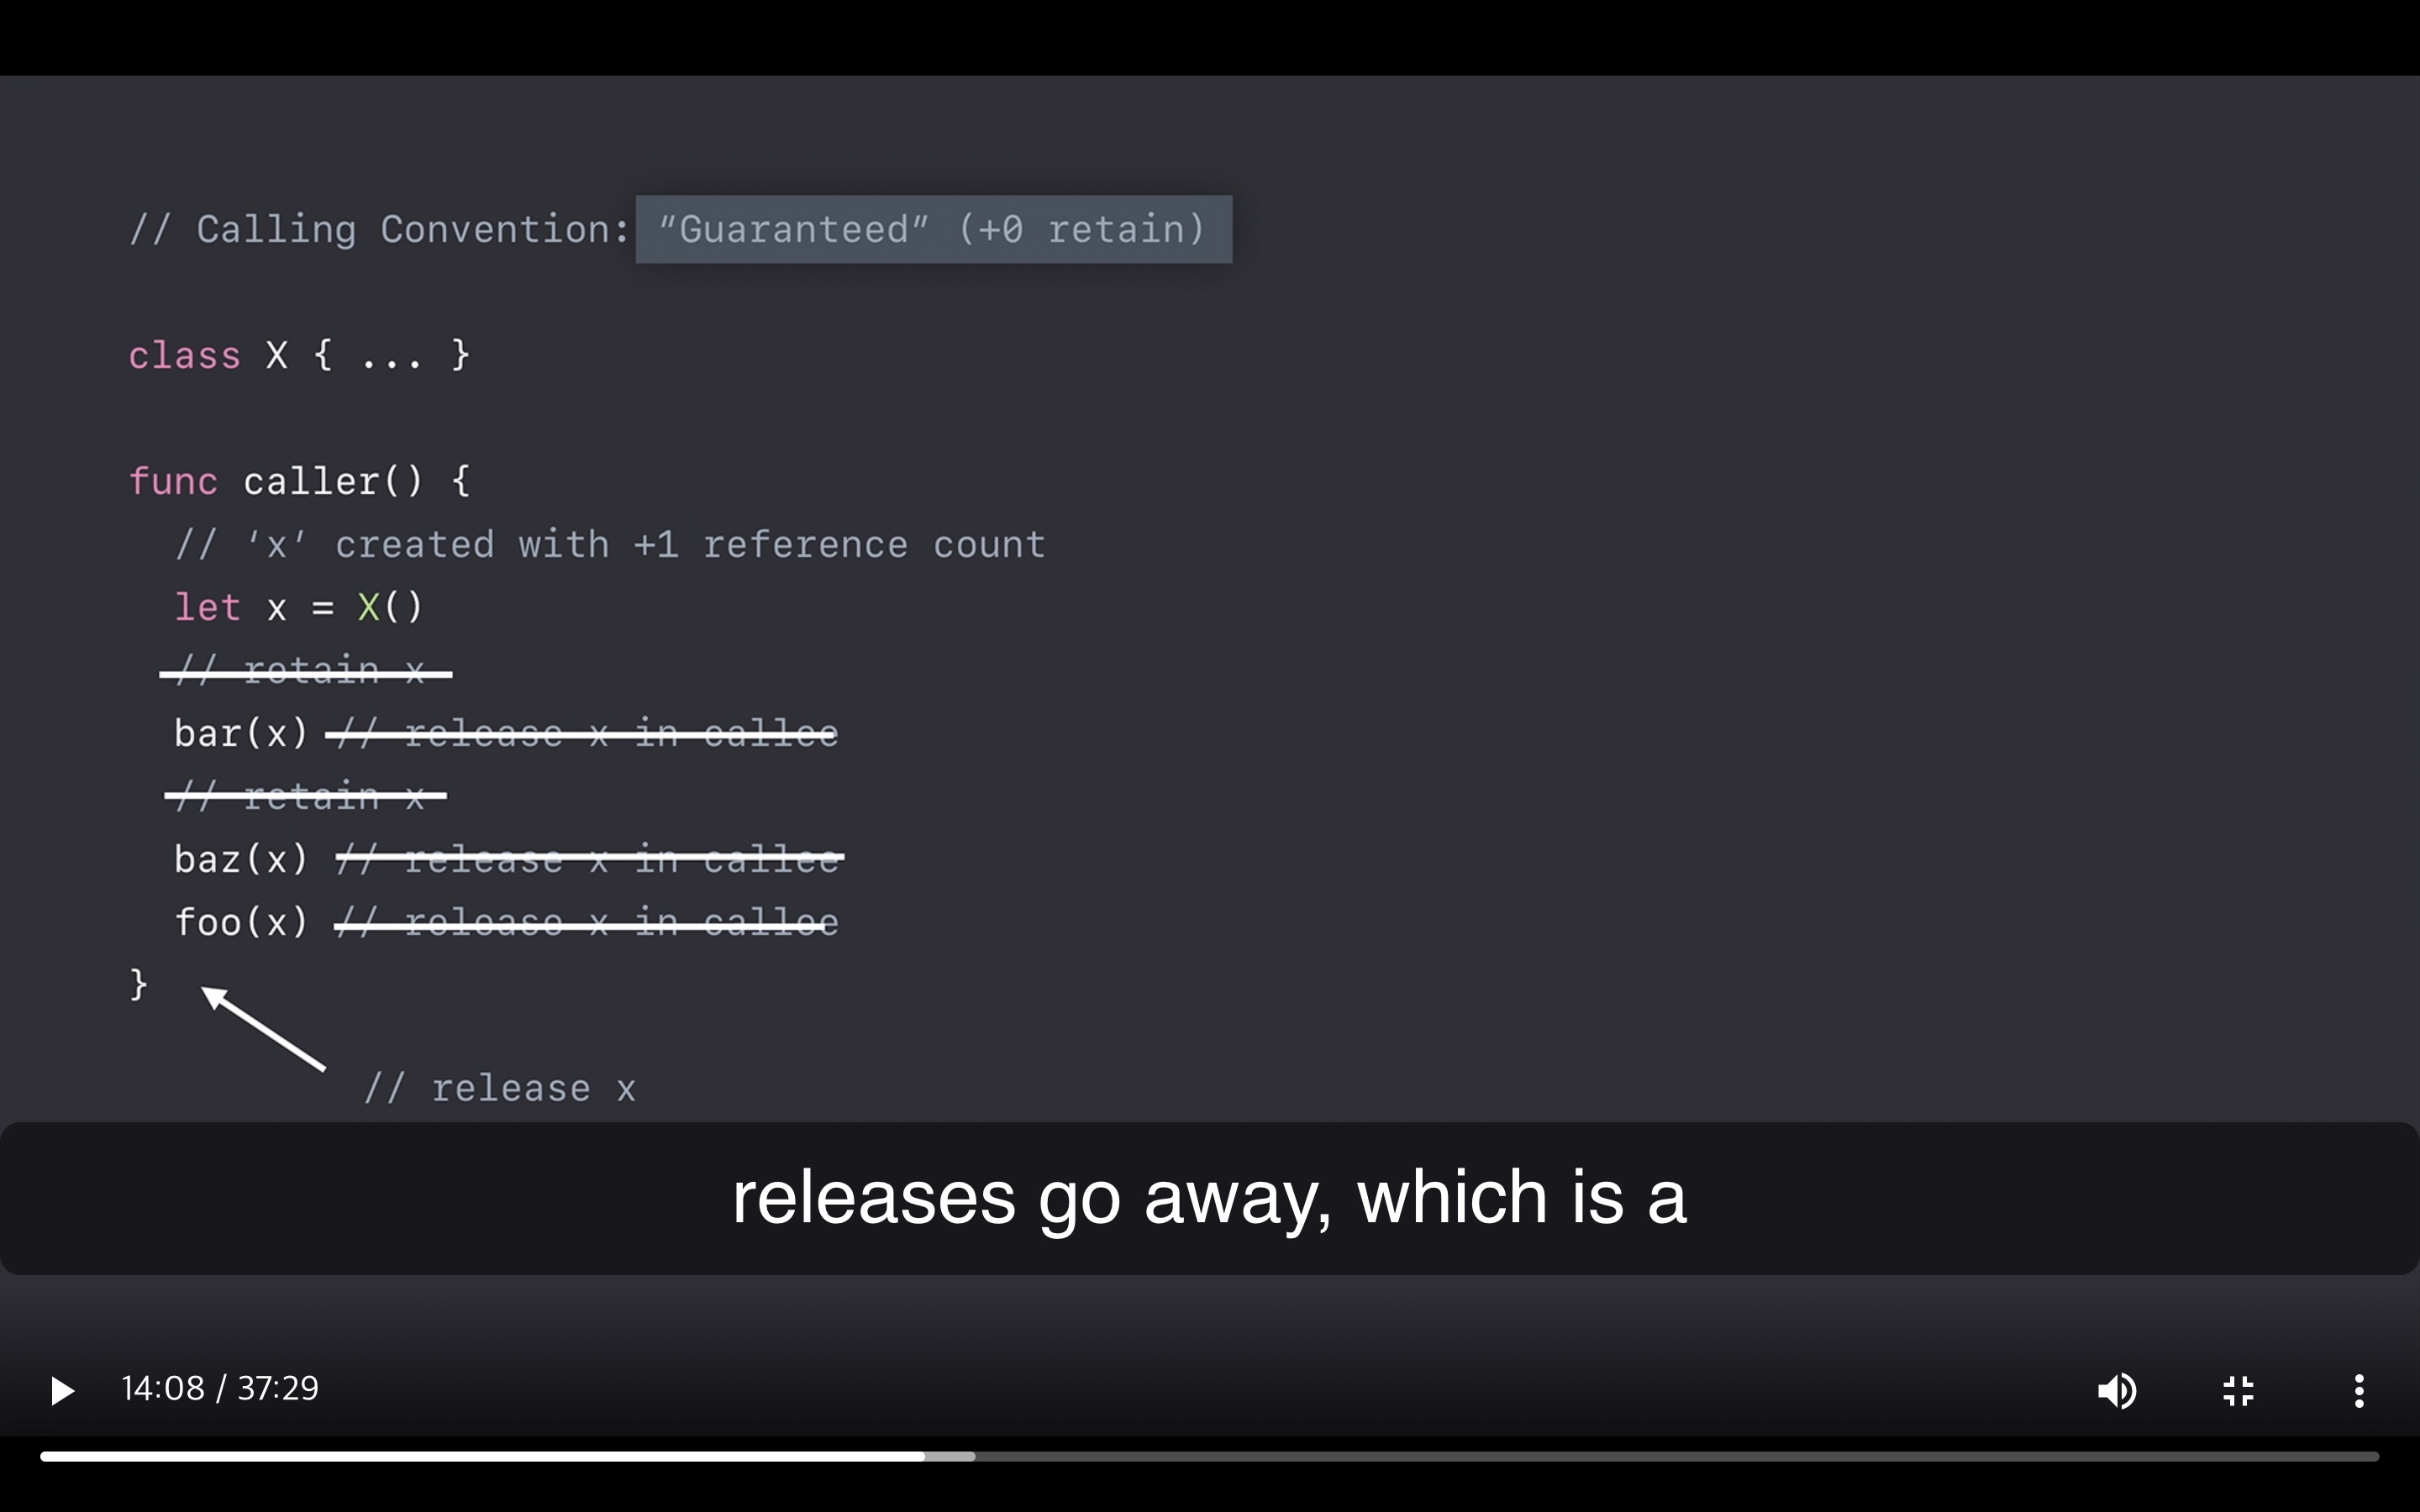 // Calling Convention: “Guaranteed” (+0 retain)
class X { ... }
func caller() {
// ‘x’ created with +1 reference count
let x = X()
// retain x
bar(x) // release x in callee
// retain x
baz(x) // release x in callee
foo(x) // release x in callee
}
// release x
releases go away, which is a
14:08 / 37:29